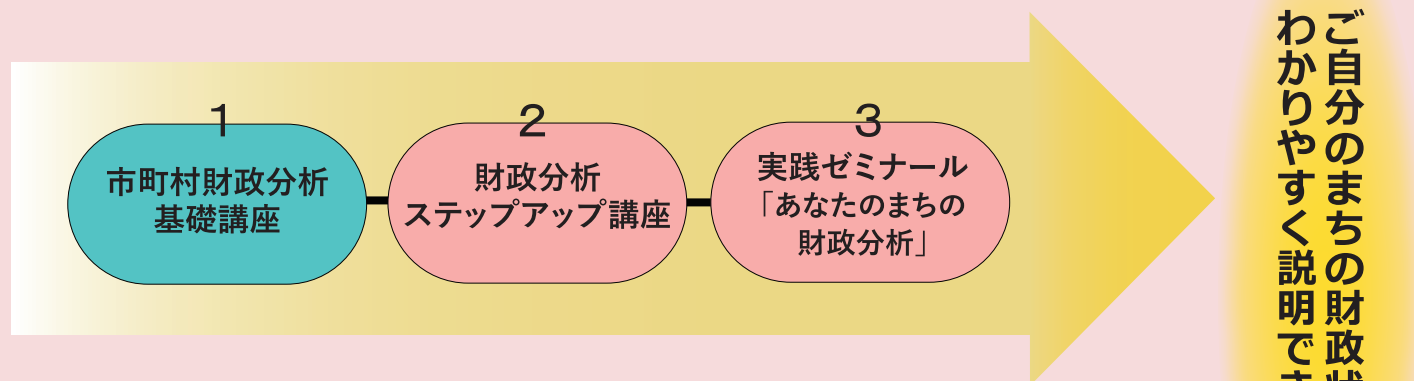 1
市町村財政分析
基礎講座
2
財政分析
ステップアップ講座
3
実践ゼミナール
「あなたのまちの
財政分析」
ご自分のまちの財政状
わかりやすく説明でき